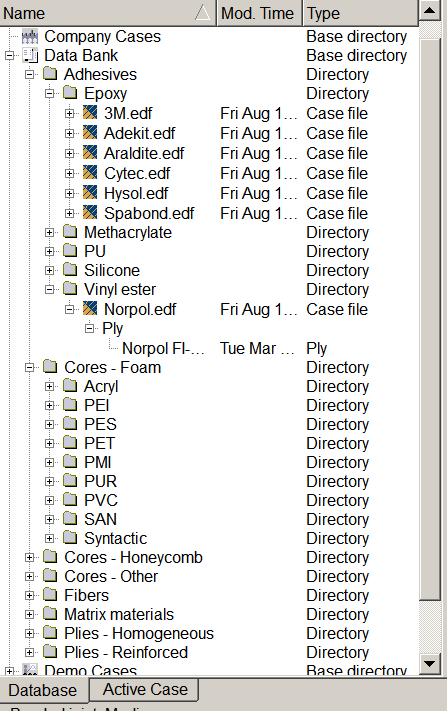 Name Mod. Time Type
Company Cases Base directory
Data Bank Base directory
Adhesives Directory
Epoxy Directory
3M.edf Fri Aug 1... Case file
Adekit.edf Fri Aug 1... Case file
Araldite.edf Fri Aug 1... Case file
Cytec.edf Fri Aug 1... Case file
Hysol.edf Fri Aug 1... Case file
Spabond.edf Fri Aug 1... Case file
Methacrylate Directory
PU Directory
Silicone Directory
Vinyl ester Directory
Norpol.edf Fri Aug 1... Case file
Ply
Norpol FI-... Tue Mar ... Ply
Cores - Foam Directory
Acryl Directory
PEI Directory
PES Directory
PET Directory
PMI Directory
PUR Directory
PVC Directory
SAN Directory
Syntactic Directory
Cores - Honeycomb Directory
Cores - Other Directory
Fibers Directory
Matrix materials Directory
Plies - Homogeneous Directory
Plies - Reinforced Directory
Demo Cases Base directory
Database Active Case